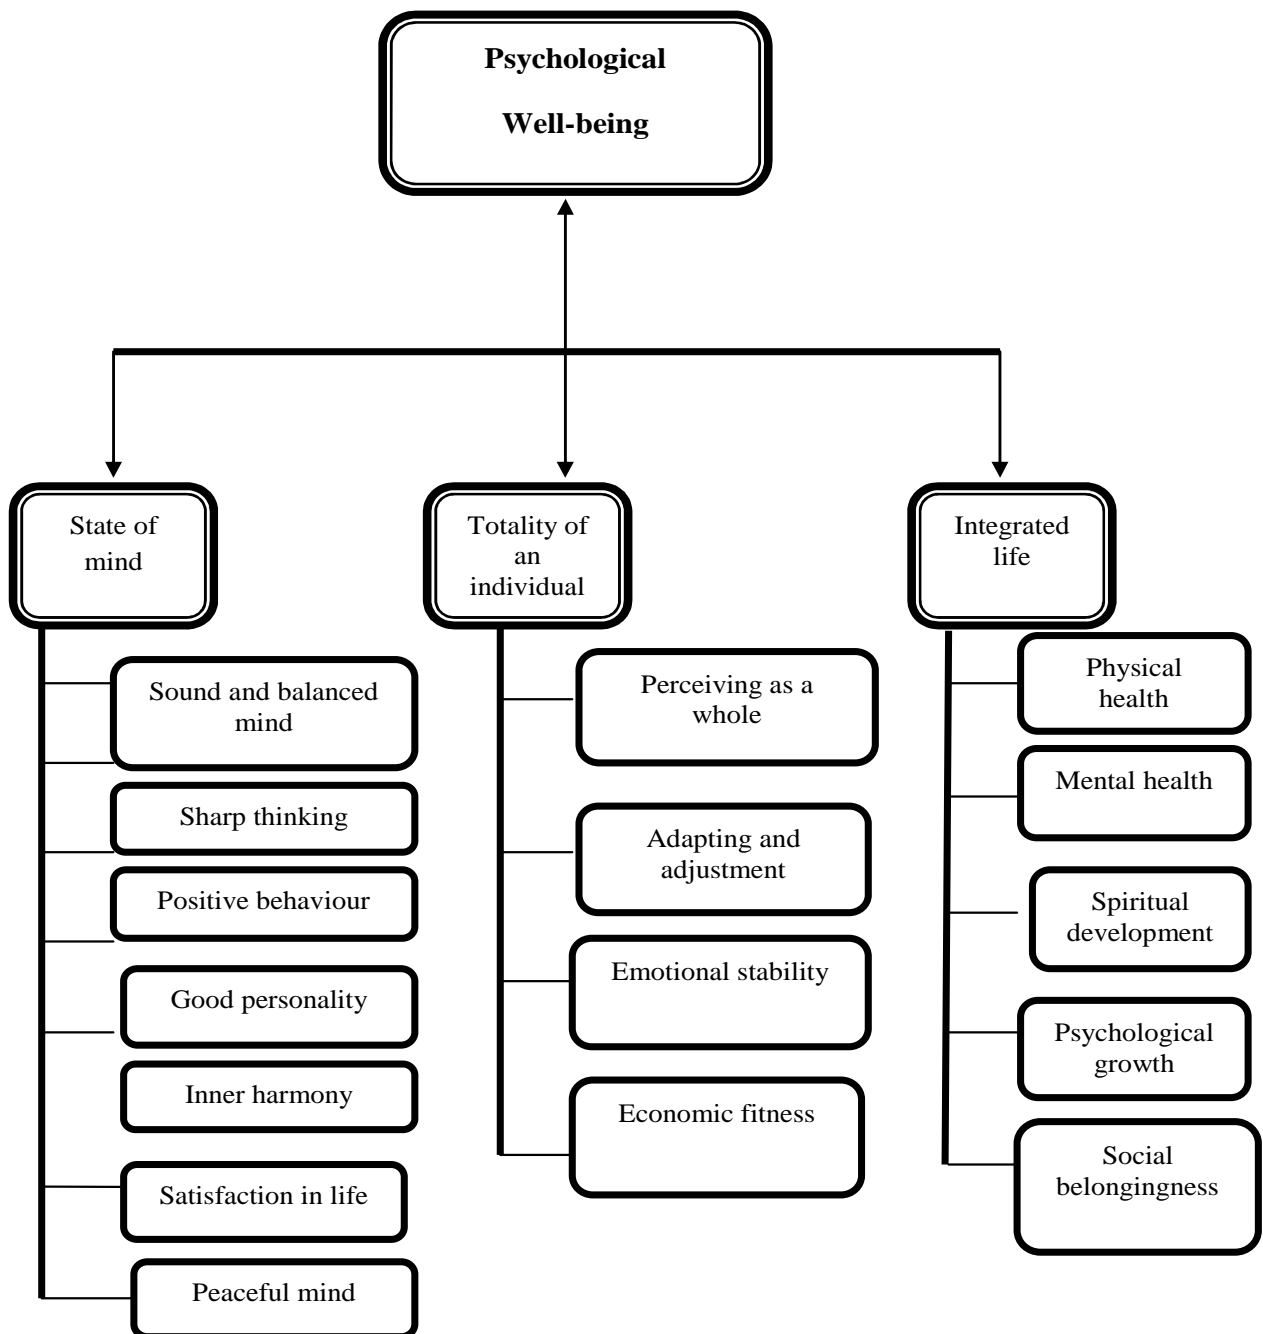 Psychological
Well-being
State of
mind
Totality of
an
individual
Integrated
life
Sound and balanced
mind
Sharp thinking
Positive behaviour
Good personality
Inner harmony
Satisfaction in life
Peaceful mind
Perceiving as a
whole
Adapting and
adjustment
Emotional stability
Economic fitness
Physical
health
Mental health
Spiritual
development
Psychological
growth
Social
belongingness